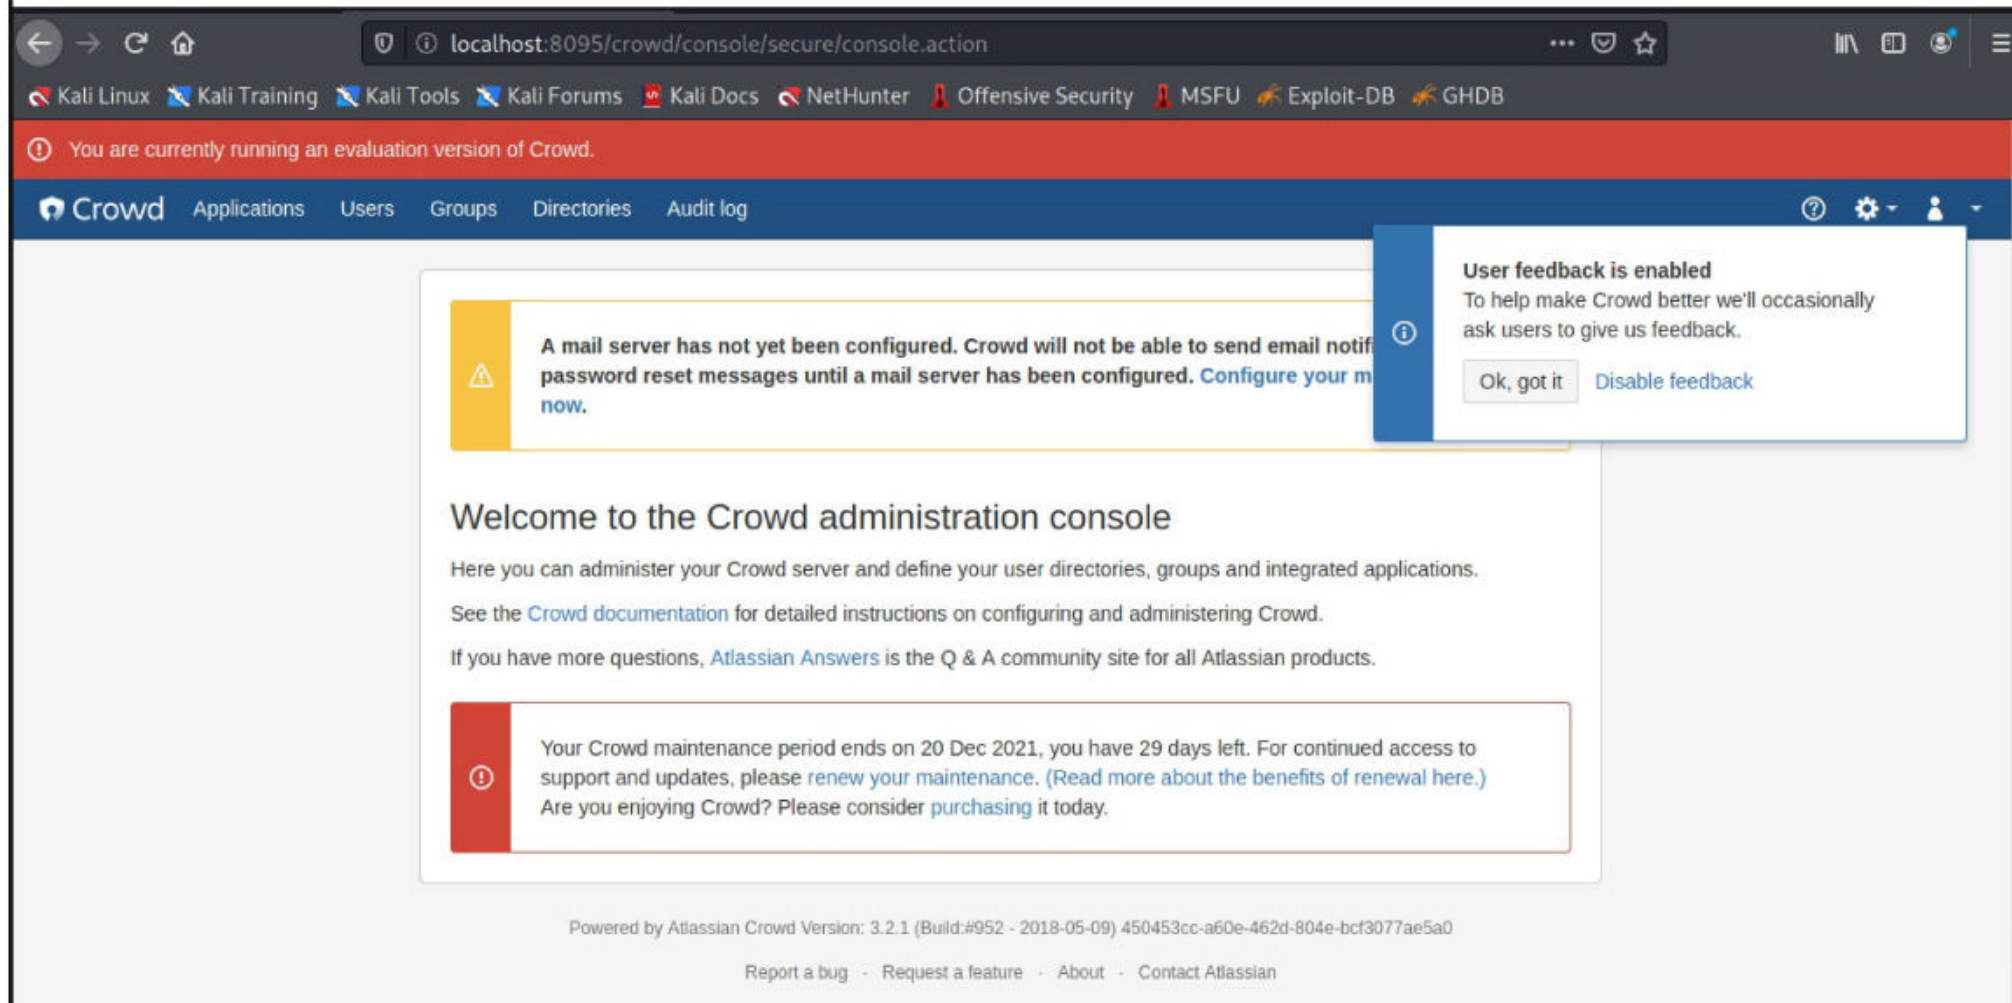 localhost:8095/crowd/console/secure/console.action
Kali Linux Kali Training Kali Tools Kali Forums Kali Docs NetHunter Offensive Security MSFU Exploit-DB GHDB
You are currently running an evaluation version of Crowd.
Crowd Applications Users Groups Directories Audit log
User feedback is enabled
To help make Crowd better we'll occasionally
ask users to give us feedback.
Ok, got it Disable feedback
A mail server has not yet been configured. Crowd will not be able to send email notifi
password reset messages until a mail server has been configured. Configure your m
now.
Welcome to the Crowd administration console
Here you can administer your Crowd server and define your user directories, groups and integrated applications.
See the Crowd documentation for detailed instructions on configuring and administering Crowd.
If you have more questions, Atlassian Answers is the Q & A community site for all Atlassian products.
Your Crowd maintenance period ends on 20 Dec 2021, you have 29 days left. For continued access to
support and updates, please renew your maintenance. (Read more about the benefits of renewal here.)
Are you enjoying Crowd? Please consider purchasing it today.
Powered by Atlassian Crowd Version: 3.2.1 (Build:#952 - 2018-05-09) 450453cc-a60e-462d-804e-bcf3077ae5a0
Report a bug - Request a feature - About - Contact Atlassian